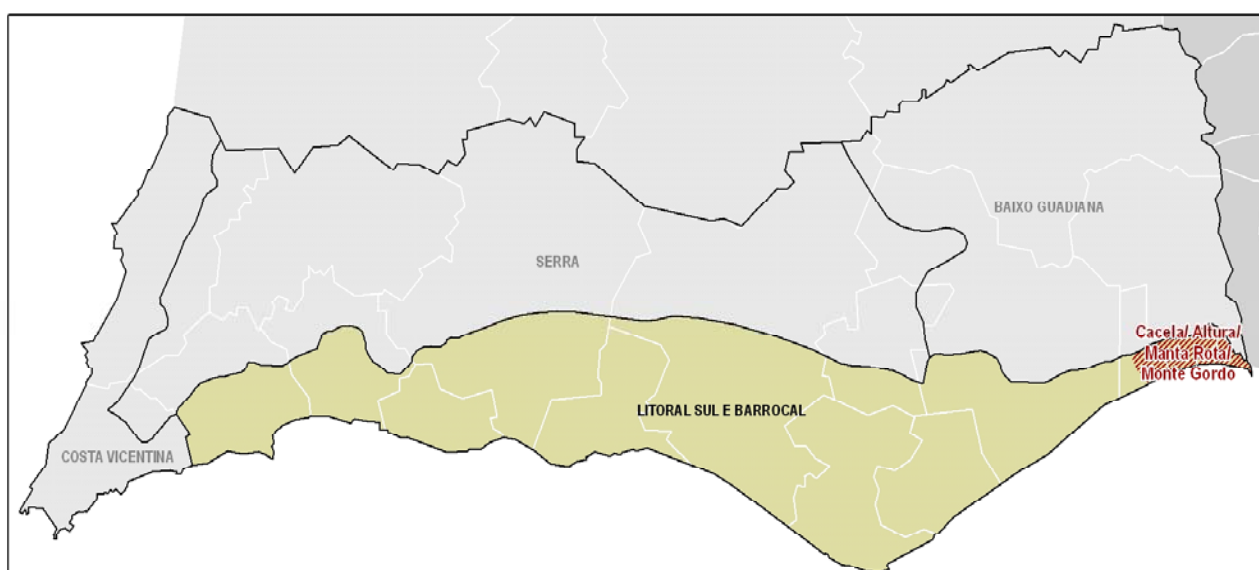 BAIXO GUADIANA
SERRA
Cacela/ Altura/
Manta Rota/
Monte Gordo
LITORAL SUL E BARROCAL
COSTA VICENTINA